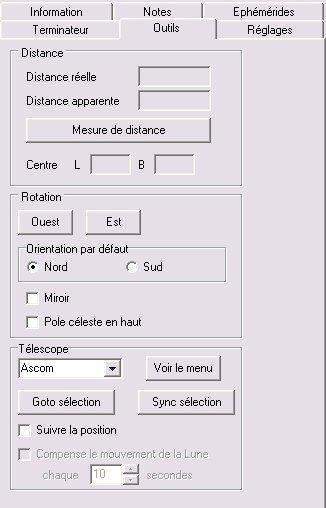 Information Notes Ephémérides
Terminateur Outils Réglages
Distance
Distance réelle
Distance apparente
Mesure de distance
Centre L B
Rotation
Ouest Est
Orientation par défaut
Nord Sud
Miroir
Pole céleste en haut
Télescope
Ascom Voir le menu
Goto sélection Sync sélection
Suivre la position
Compense le mouvement de la Lune
chaque 10 secondes